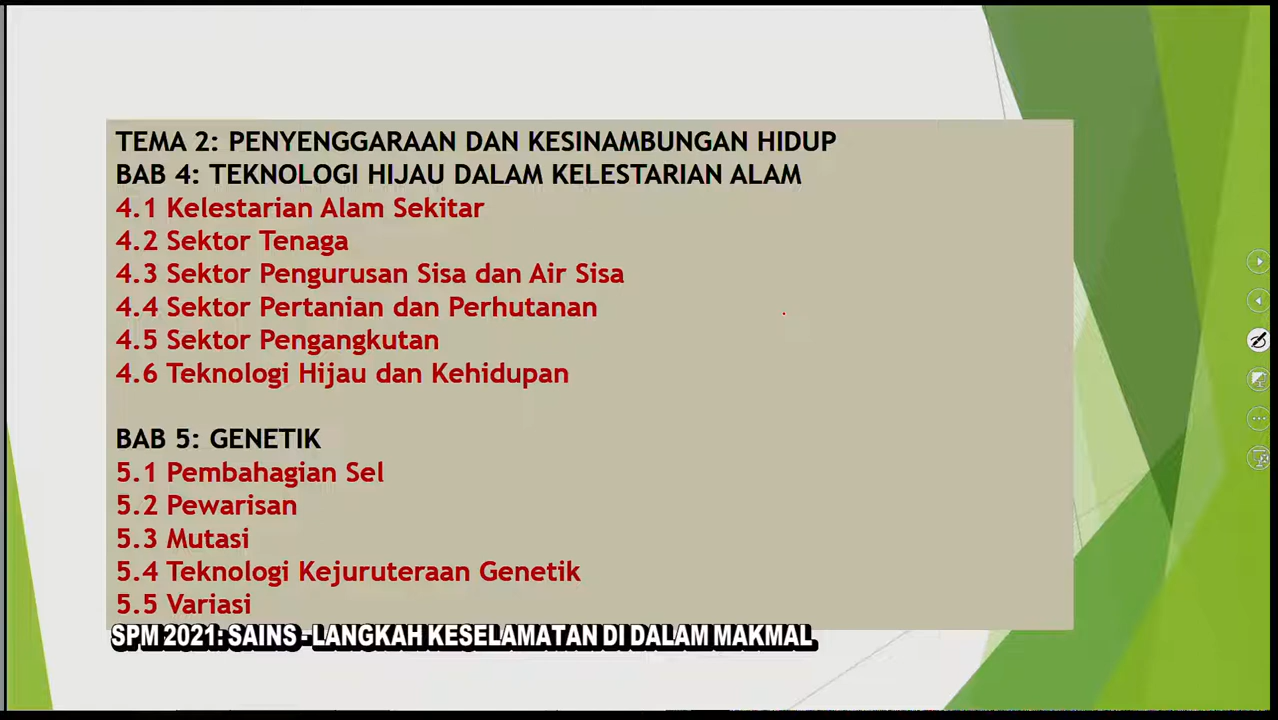 TEMA 2: PENYENGGARAAN DAN KESINAMBUNGAN HIDUP
BAB 4: TEKNOLOGI HIJAU DALAM KELESTARIAN ALAM
4.1 Kelestarian Alam Sekitar
4.2 Sektor Tenaga
4.3 Sektor Pengurusan Sisa dan Air Sisa
4.4 Sektor Pertanian dan Perhutanan
4.5 Sektor Pengangkutan
4.6 Teknologi Hijau dan Kehidupan
BAB 5: GENETIK
5.1 Pembahagian Sel
5.2 Pewarisan
5.3 Mutasi
5.4 Teknologi Kejuruteraan Genetik
5.5 Variasi
SPM 2021: SAINS - LANGKAH KESELAMATAN DI DALAM MAKMAL